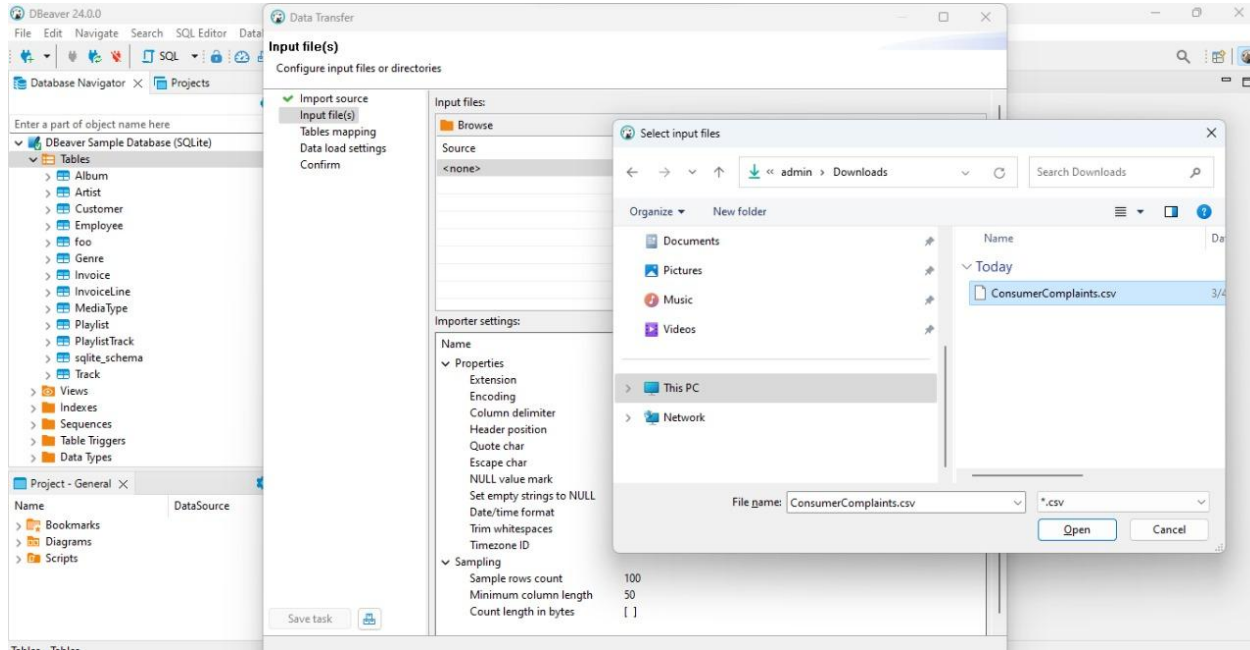 DBeaver 24.0.0
File Edit Navigate Search SQL Editor
SQL
Database Navigator Projects
Enter a part of object name here
DBeaver Sample Database (SQLite)
Tables
Album
Artist
Customer
Employee
foo
Genre
Invoice
InvoiceLine
MediaType
Playlist
PlaylistTrack
sqlite_schema
Track
Views
Indexes
Sequences
Table Triggers
Data Types
Project - General
Name DataSource
Bookmarks
Diagrams
Scripts
Data Transfer
Input file(s)
Configure input files or directories
Import source
Input file(s)
Tables mapping
Data load settings
Confirm
Save task
Input files:
Browse
Source
<none>
Importer settings:
Name
Properties
Extension
Encoding
Column delimiter
Header position
Quote char
Escape char
NULL value mark
Set empty strings to NULL
Date/time format
Trim whitespaces
Timezone ID
Sampling
Sample rows count 100
Minimum column length 50
Count length in bytes [ ]
Select input files
« admin > Downloads
Search Downloads
Organize New folder
Documents
Pictures
Music
Videos
This PC
Network
Name
Today
ConsumerComplaints.csv 3/4
File name: ConsumerComplaints.csv *.csv
Open Cancel